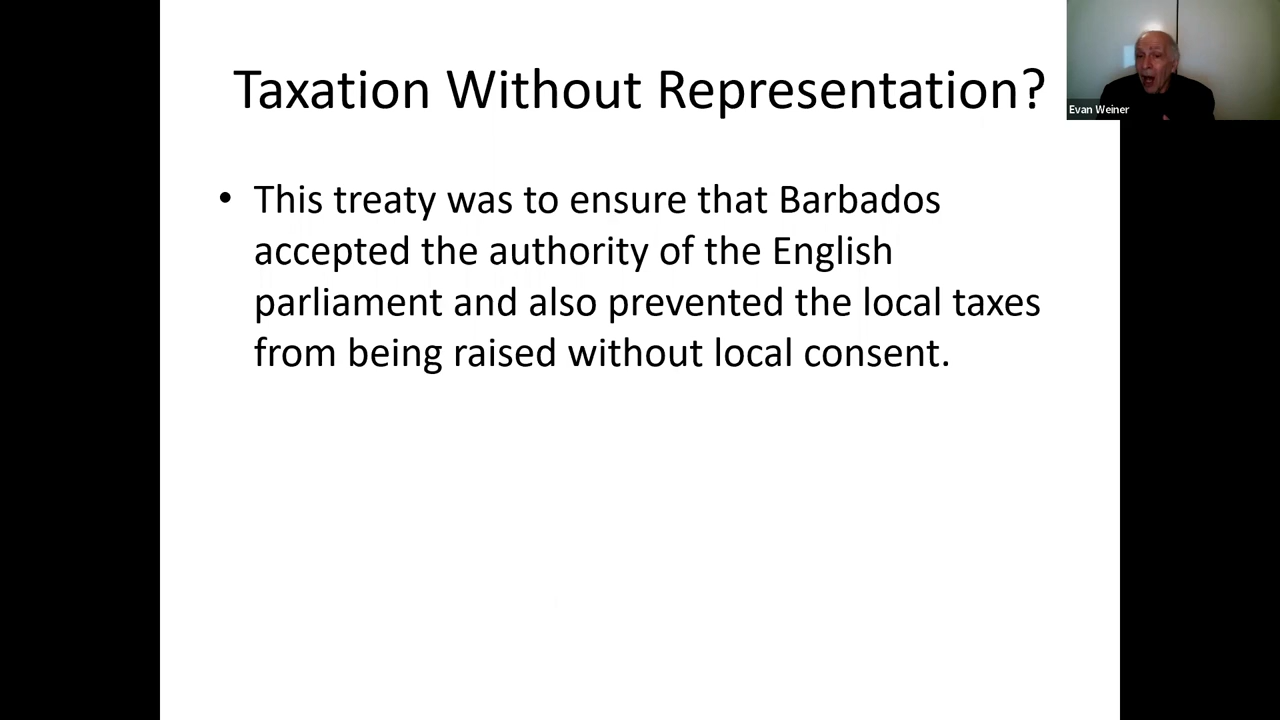 Taxation Without Representation?
Evan Weiner
• This treaty was to ensure that Barbados
accepted the authority of the English
parliament and also prevented the local taxes
from being raised without local consent.